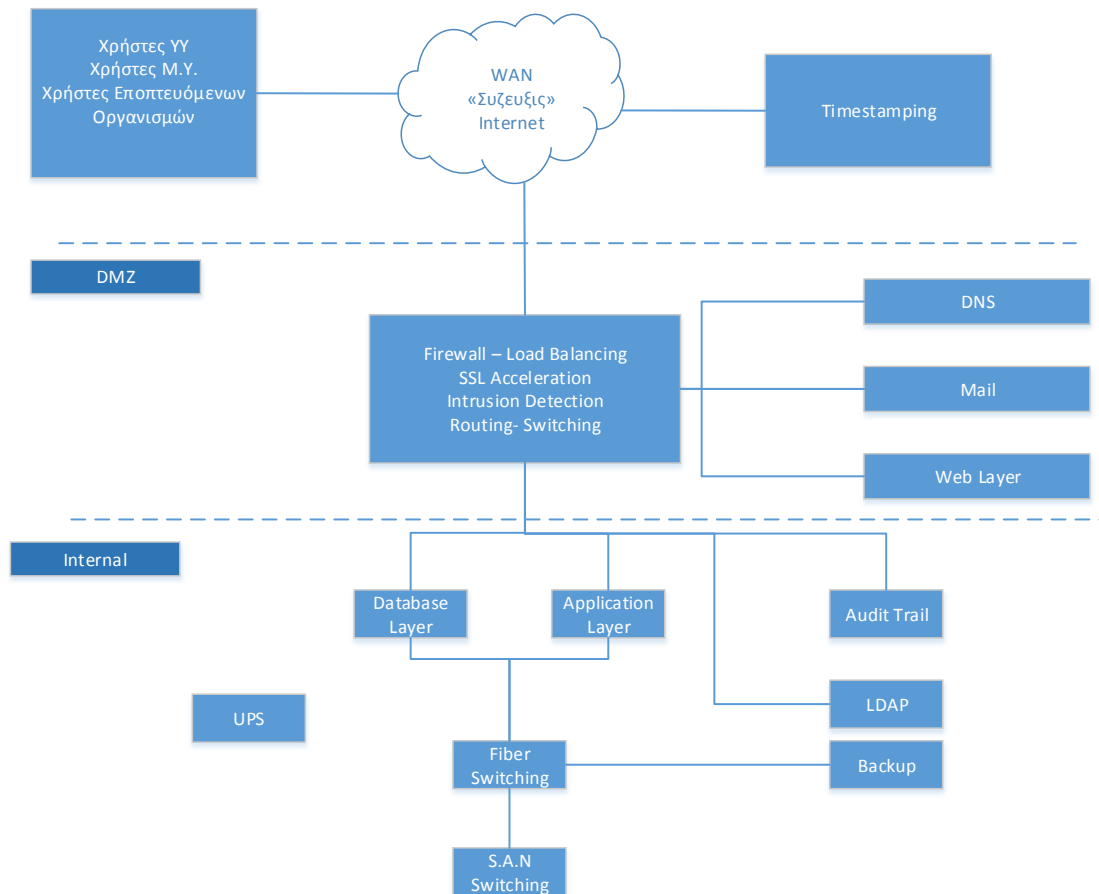 Χρήστες ΥΥ
Χρήστες Μ.Υ.
Χρήστες Εποπτευόμενων
Οργανισμών
WAN
«Συζευξις»
Internet
Timestamping
DMZ
Firewall – Load Balancing
SSL Acceleration
Intrusion Detection
Routing- Switching
DNS
Mail
Web Layer
Internal
Database
Layer
Application
Layer
Audit Trail
UPS
LDAP
Fiber
Switching
Backup
S.A.N
Switching